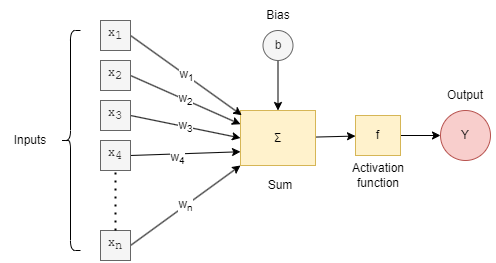 Bias
x1
b
w1
x2
w2
Output
x3
w3
Inputs
Σ
f
Y
x4
w4
Sum
Activation
function
wn
xn